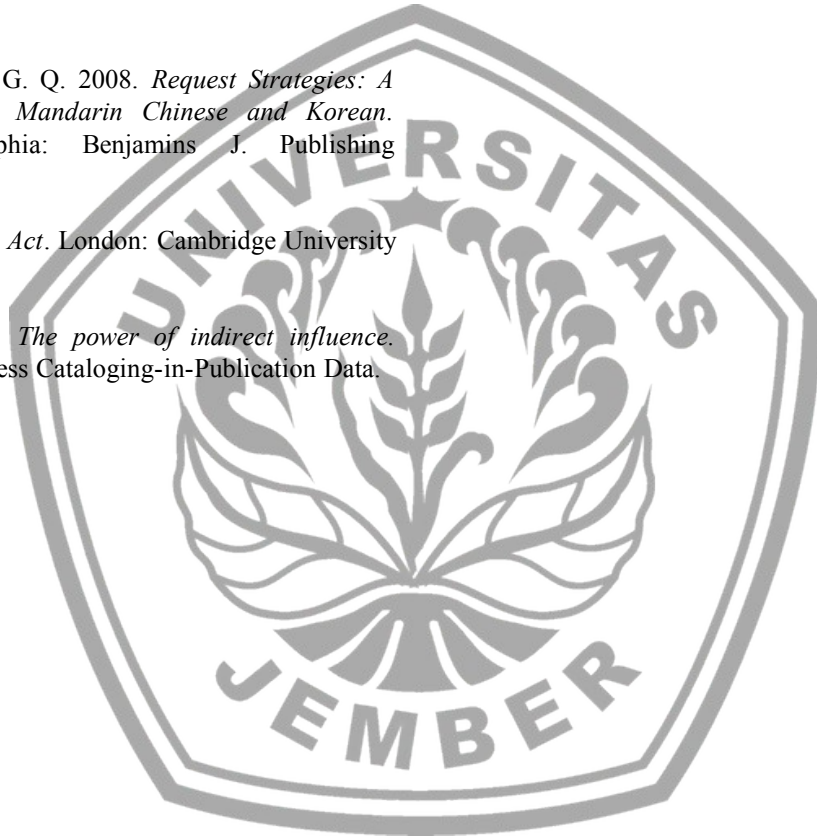 G. Q. 2008. Request Strategies: A
Mandarin Chinese and Korean.
phia: Benjamins J. Publishing
Act. London: Cambridge University
The power of indirect influence.
ess Cataloging-in-Publication Data.
UNIVERSITAS
JEMBER